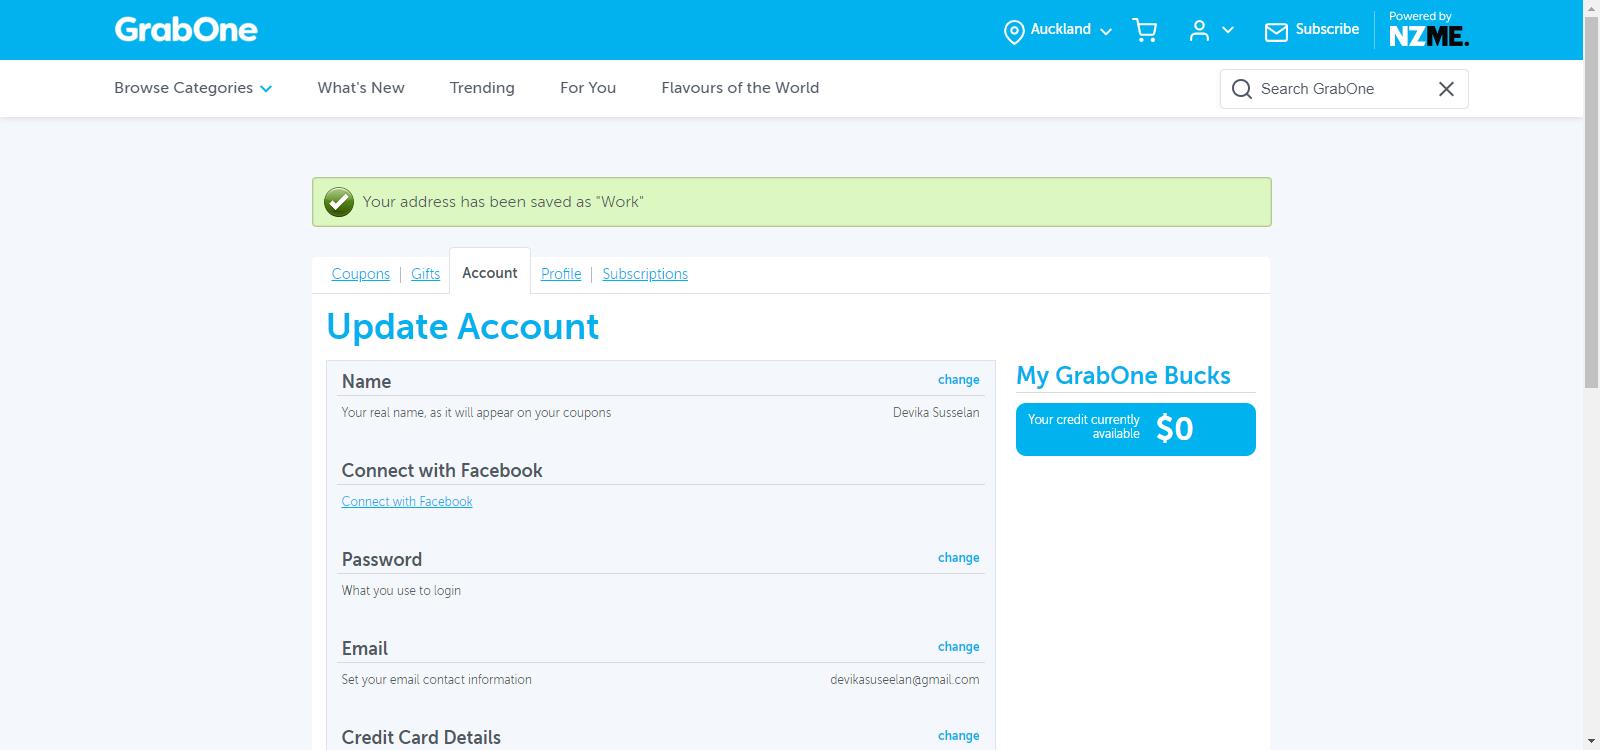 GrabOne
Auckland
Subscribe
Powered by
NZME.
Browse Categories
What's New
Trending
For You
Flavours of the World
Search GrabOne
Your address has been saved as "Work"
Coupons | Gifts
Account
Profile | Subscriptions
Update Account
Name
change
Your real name, as it will appear on your coupons
Devika Susselan
Connect with Facebook
Connect with Facebook
Password
change
What you use to login
Email
change
Set your email contact information
devikasuseelan@gmail.com
Credit Card Details
change
My GrabOne Bucks
Your credit currently
available
$0